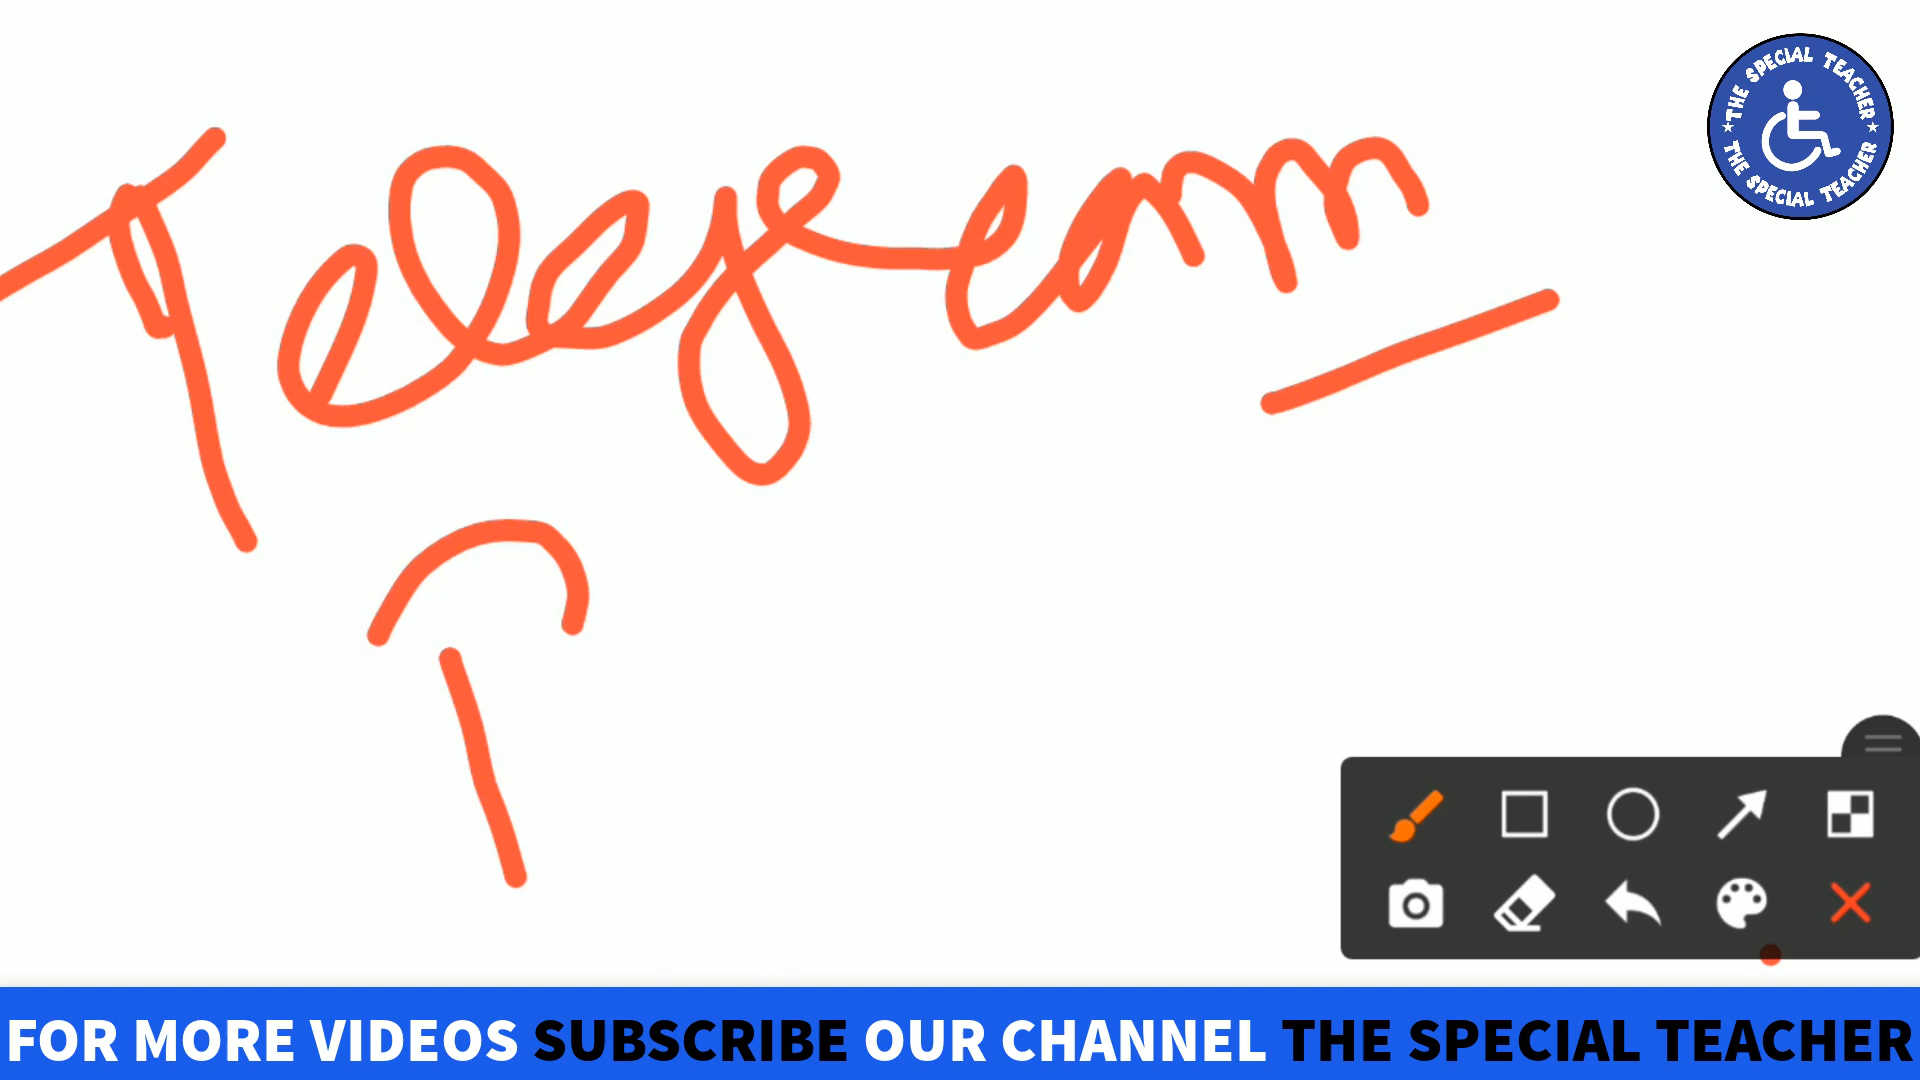 Telegram
THE SPECIAL TEACHER
THE SPECIAL TEACHER
FOR MORE VIDEOS SUBSCRIBE OUR CHANNEL THE SPECIAL TEACHER